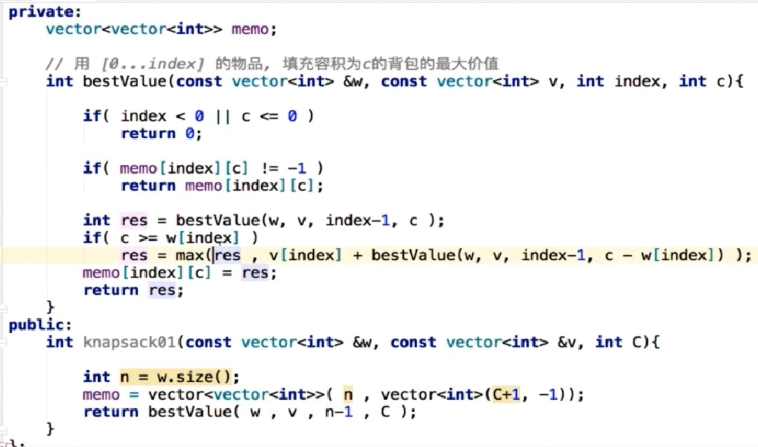 private:
    vector<vector<int>> memo;
    // 用 [0...index] 的物品, 填充容积为c的背包的最大价值
    int bestValue(const vector<int> &w, const vector<int> v, int index, int c){
        if( index < 0 || c <= 0 )
            return 0;
        if( memo[index][c] != -1 )
            return memo[index][c];
        int res = bestValue(w, v, index-1, c );
        if( c >= w[index] )
            res = max(res , v[index] + bestValue(w, v, index-1, c - w[index]) );
        memo[index][c] = res;
        return res;
    }
public:
    int knapsack01(const vector<int> &w, const vector<int> &v, int C){
        int n = w.size();
        memo = vector<vector<int>>( n , vector<int>(C+1, -1));
        return bestValue( w , v , n-1 , C );
    }
};